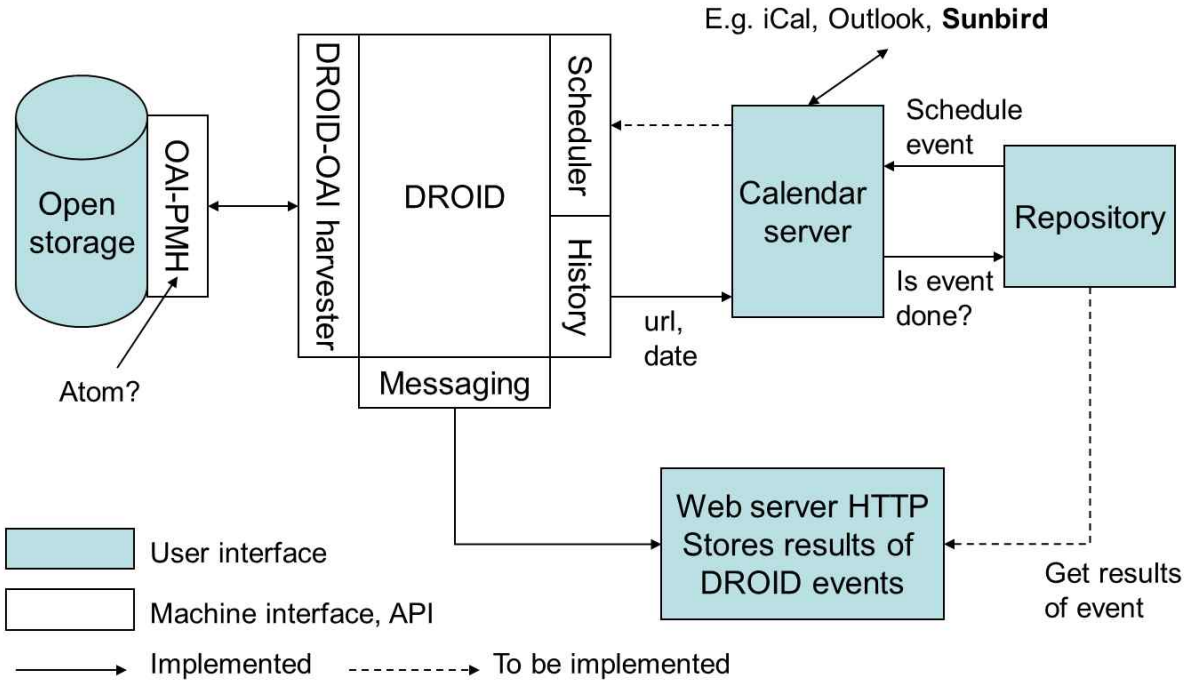 E.g. iCal, Outlook, Sunbird
Open
storage
OAI-PMH
Atom?
DROID-OAI harvester
DROID
Scheduler
History
Messaging
url,
date
Calendar
server
Schedule
event
Is event
done?
Repository
Web server HTTP
Stores results of
DROID events
Get results
of event
User interface
Machine interface, API
Implemented
To be implemented